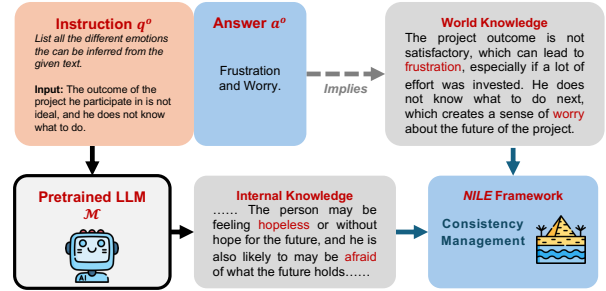 Instruction q^o
List all the different emotions
the can be inferred from the
given text.
Input: The outcome of the
project he participate in is not
ideal, and he does not know
what to do.
Answer a^o
Frustration
and Worry.
Implies
World Knowledge
The project outcome is not
satisfactory, which can lead to
frustration, especially if a lot of
effort was invested. He does
not know what to do next,
which creates a sense of worry
about the future of the project.
Pretrained LLM
M
AI
Internal Knowledge
...... The person may be
feeling hopeless or without
hope for the future, and he is
also likely to may be afraid
of what the future holds......
NILE Framework
Consistency
Management